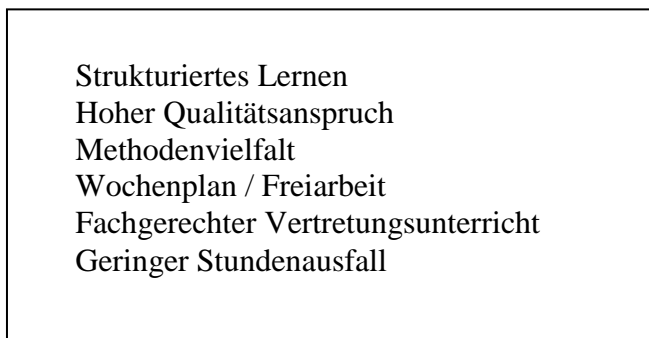 Strukturiertes Lernen
Hoher Qualitätsanspruch
Methodenvielfalt
Wochenplan / Freiarbeit
Fachgerechter Vertretungsunterricht
Geringer Stundenausfall